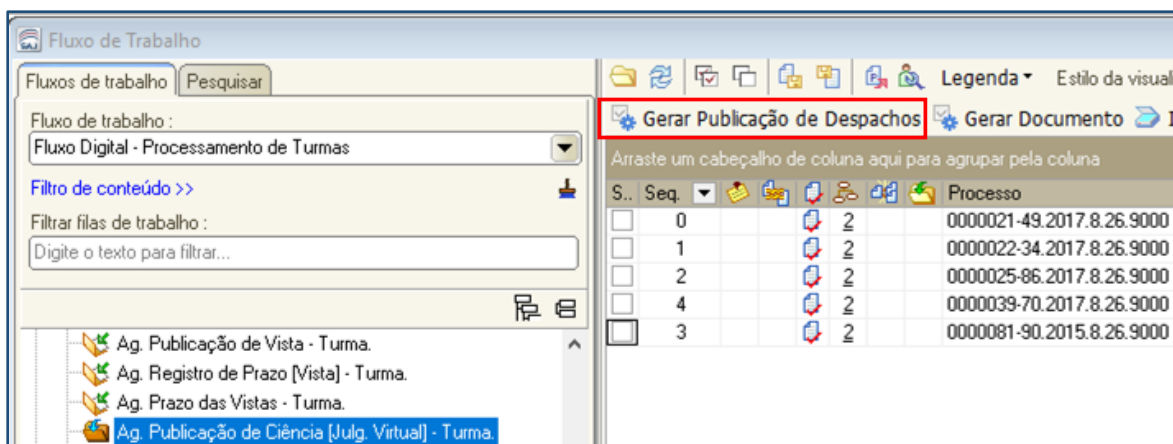 Fluxo de Trabalho
Fluxos de trabalho Pesquisar
Fluxo de trabalho :
Fluxo Digital - Processamento de Turmas
Filtro de conteúdo >>
Filtrar filas de trabalho :
Digite o texto para filtrar...
Ag. Publicação de Vista - Turma.
Ag. Registro de Prazo [Vista] - Turma.
Ag. Prazo das Vistas - Turma.
Ag. Publicação de Ciência [Julg. Virtual] - Turma.
Legenda Estilo da visual
Gerar Publicação de Despachos Gerar Documento
Arraste um cabeçalho de coluna aqui para agrupar pela coluna
S.. Seq. Processo
0 2 0000021-49.2017.8.26.9000
1 2 0000022-34.2017.8.26.9000
2 2 0000025-86.2017.8.26.9000
4 2 0000039-70.2017.8.26.9000
3 2 0000081-90.2015.8.26.9000